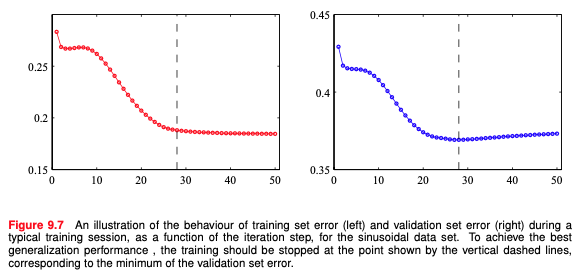 0.25
0.2
0.15
0 10 20 30 40 50
0.45
0.4
0.35
0 10 20 30 40 50
Figure 9.7 An illustration of the behaviour of training set error (left) and validation set error (right) during a
typical training session, as a function of the iteration step, for the sinusoidal data set. To achieve the best
generalization performance , the training should be stopped at the point shown by the vertical dashed lines,
corresponding to the minimum of the validation set error.